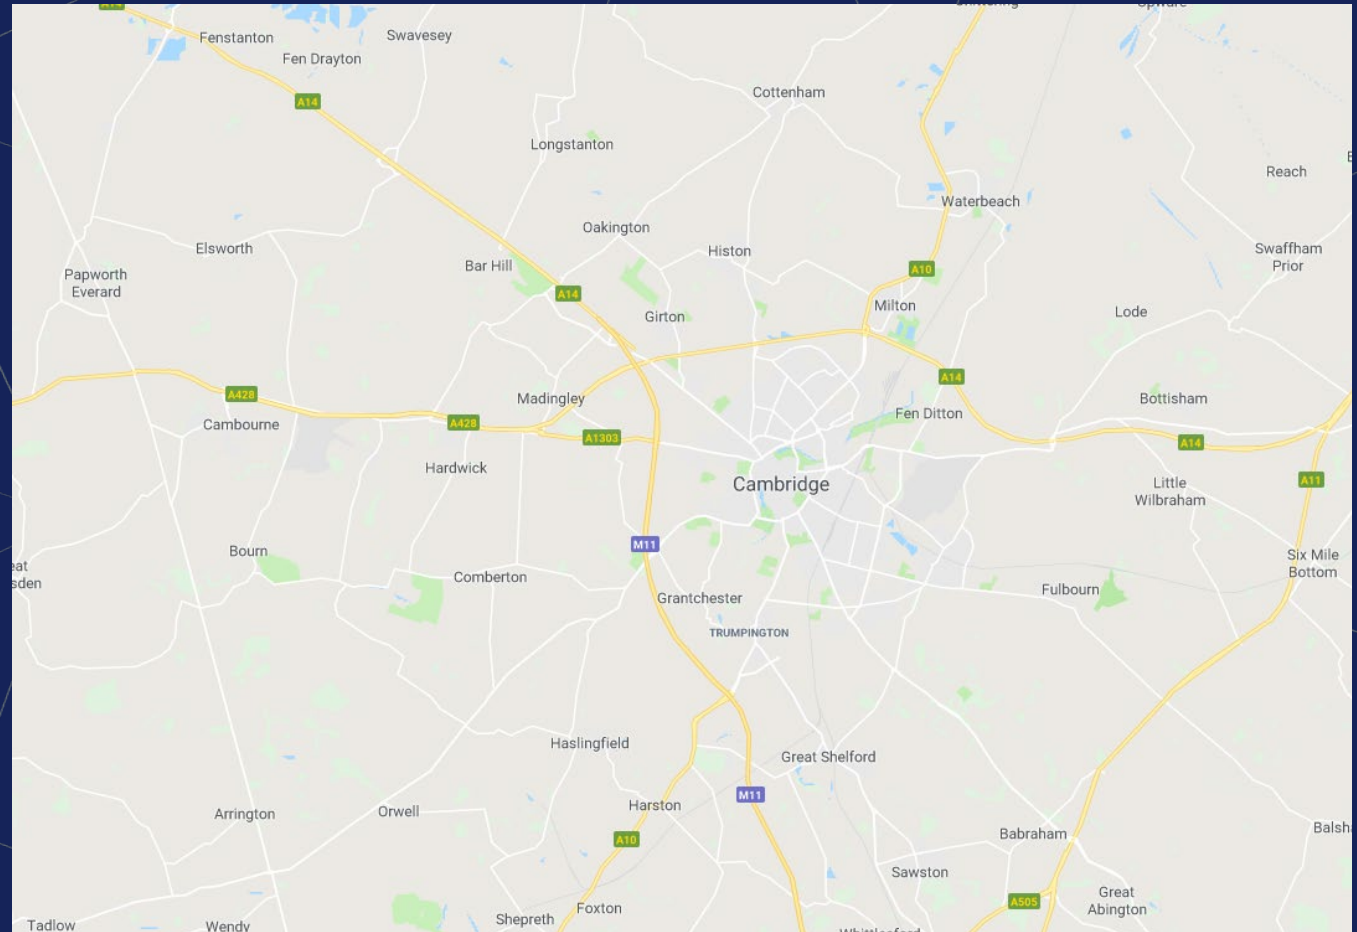 Fenstanton
Swavesey
Fen Drayton
A14
Cottenham
Longstanton
Reach
Waterbeach
Oakington
Elsworth
Histon
Swaffham
Prior
Bar Hill
A10
Papworth
Everard
A14
Milton
Lode
Girton
A14
A428
Madingley
Bottisham
Cambourne
A428
Fen Ditton
A1303
A14
Hardwick
Cambridge
A11
Little
Wilbraham
M11
Bourn
Six Mile
Bottom
eat
sden
Comberton
Fulbourn
Grantchester
TRUMPINGTON
Haslingfield
Great Shelford
M11
Harston
Arrington
Orwell
Balsh
A10
Babraham
Sawston
Great
Abington
A505
Foxton
Shepreth
Tadlow
Wendy